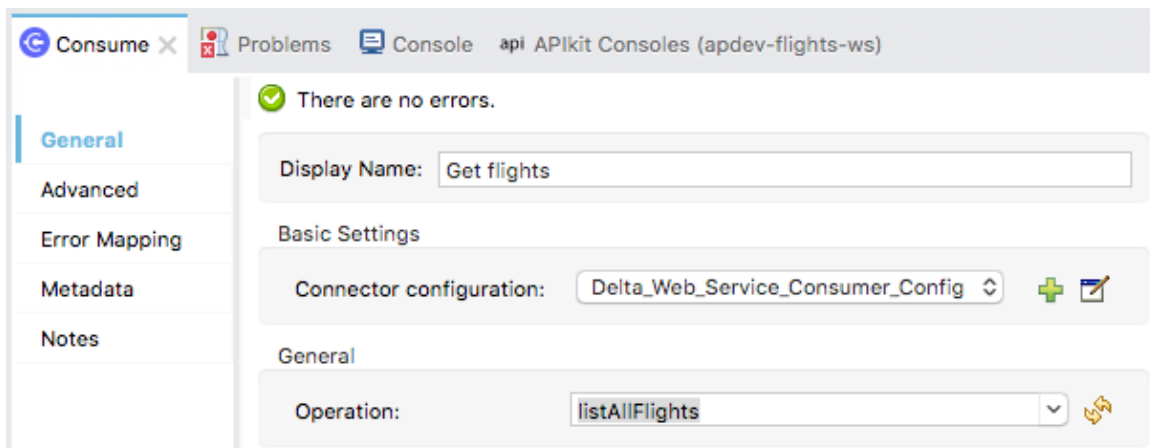 Consume Problems Console api APIkit Consoles (apdev-flights-ws)
There are no errors.
General
Display Name: Get flights
Advanced
Error Mapping
Basic Settings
Metadata
Connector configuration: Delta_Web_Service_Consumer_Config
Notes
General
Operation: listAllFlights